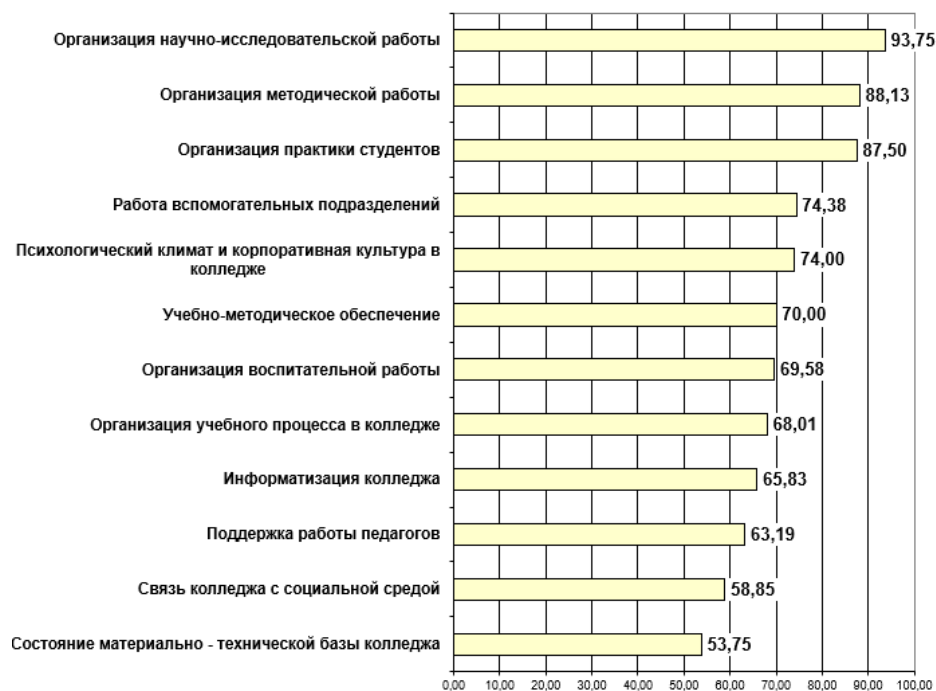 Организация научно-исследовательской работы 93,75
Организация методической работы 88,13
Организация практики студентов 87,50
Работа вспомогательных подразделений 74,38
Психологический климат и корпоративная культура в
колледже 74,00
Учебно-методическое обеспечение 70,00
Организация воспитательной работы 69,58
Организация учебного процесса в колледже 68,01
Информатизация колледжа 65,83
Поддержка работы педагогов 63,19
Связь колледжа с социальной средой 58,85
Состояние материально - технической базы колледжа 53,75
0,00 10,00 20,00 30,00 40,00 50,00 60,00 70,00 80,00 90,00 100,00